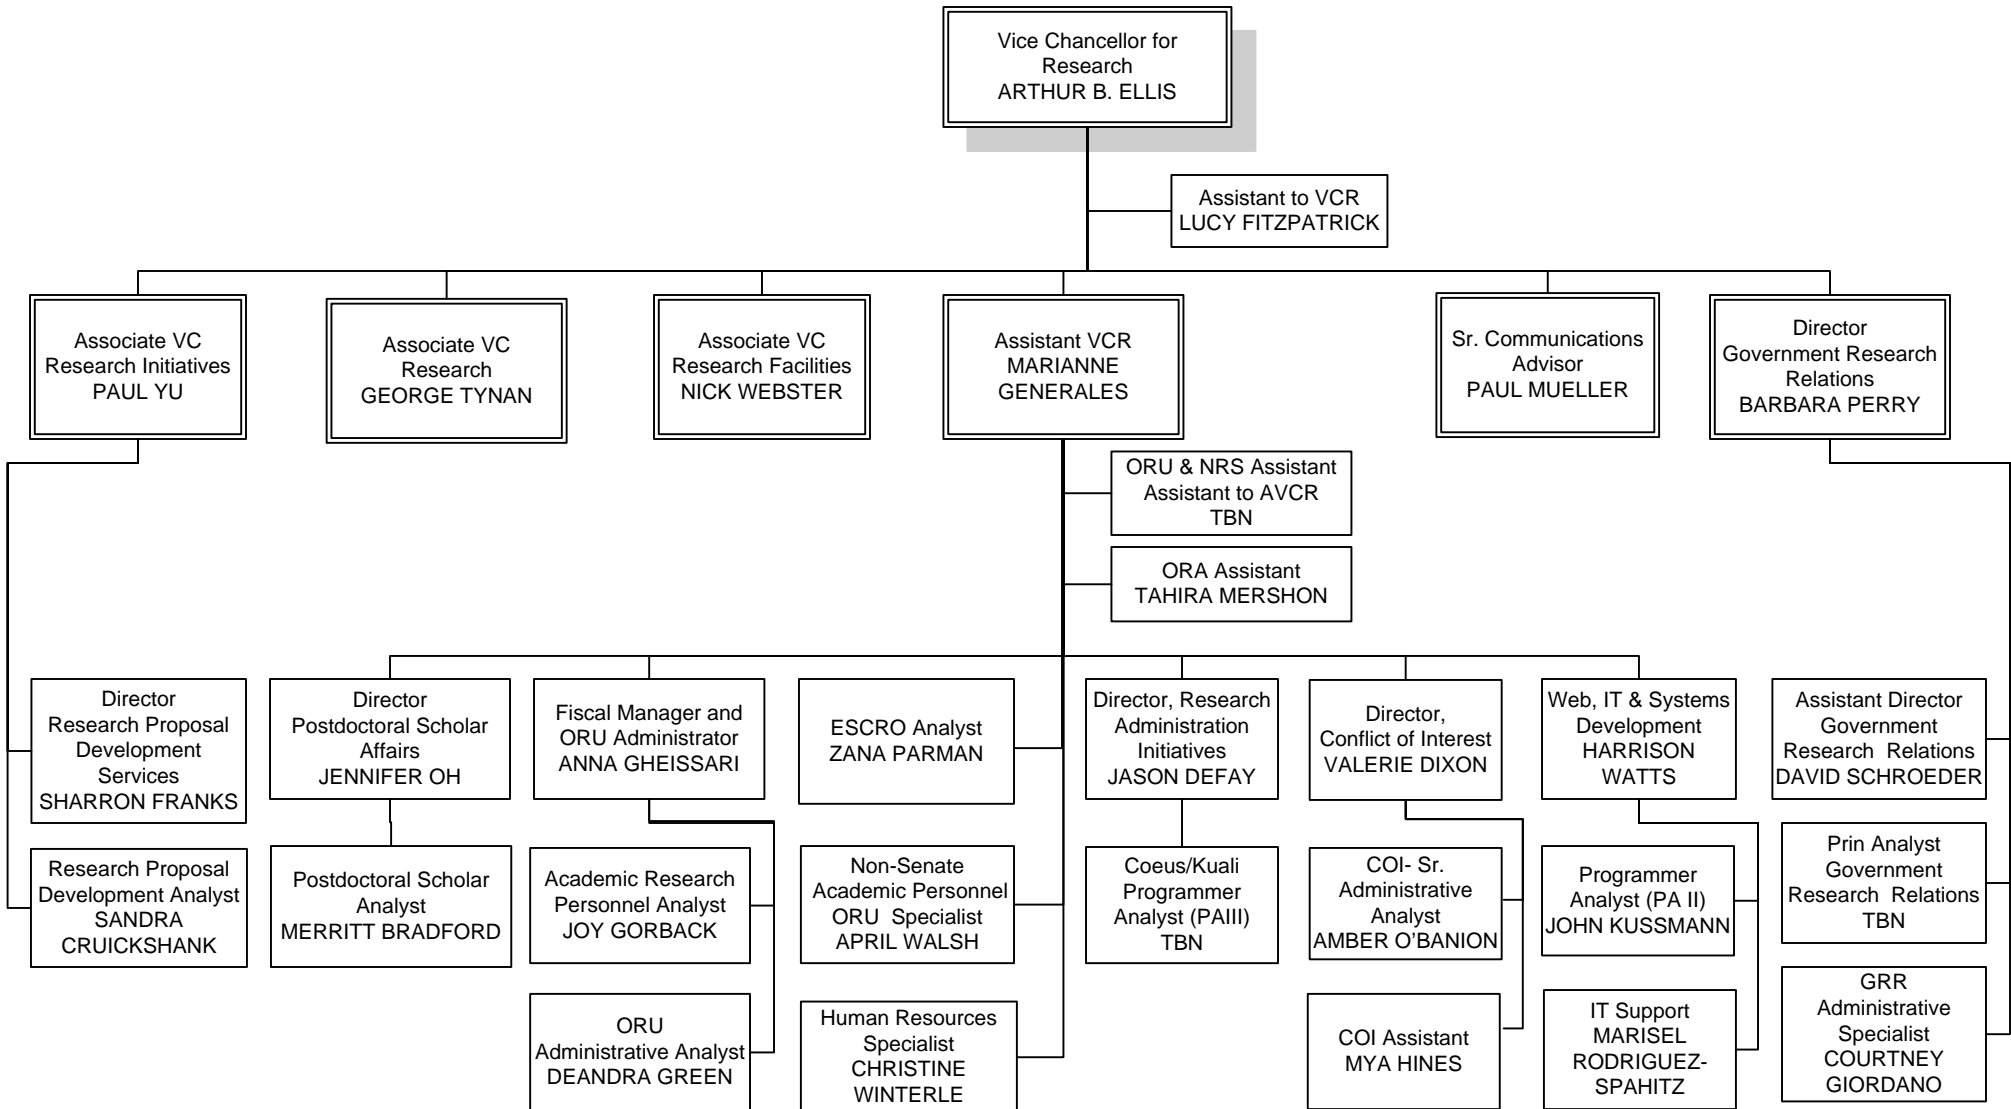 Vice Chancellor for
Research
ARTHUR B. ELLIS
Assistant to VCR
LUCY FITZPATRICK
Associate VC
Research Initiatives
PAUL YU
Associate VC
Research
GEORGE TYNAN
Associate VC
Research Facilities
NICK WEBSTER
Assistant VCR
MARIANNE
GENERALES
Sr. Communications
Advisor
PAUL MUELLER
Director
Government Research
Relations
BARBARA PERRY
ORU & NRS Assistant
Assistant to AVCR
TBN
ORA Assistant
TAHIRA MERSHON
Director
Research Proposal
Development
Services
SHARRON FRANKS
Director
Postdoctoral Scholar
Affairs
JENNIFER OH
Fiscal Manager and
ORU Administrator
ANNA GHEISSARI
ESCRO Analyst
ZANA PARMAN
Director, Research
Administration
Initiatives
JASON DEFAY
Director,
Conflict of Interest
VALERIE DIXON
Web, IT & Systems
Development
HARRISON
WATTS
Assistant Director
Government
Research Relations
DAVID SCHROEDER
Research Proposal
Development Analyst
SANDRA
CRUICKSHANK
Postdoctoral Scholar
Analyst
MERRITT BRADFORD
Academic Research
Personnel Analyst
JOY GORBACK
Non-Senate
Academic Personnel
ORU Specialist
APRIL WALSH
Coeus/Kuali
Programmer
Analyst (PAIII)
TBN
COI- Sr.
Administrative
Analyst
AMBER O’BANION
Programmer
Analyst (PA II)
JOHN KUSSMANN
Prin Analyst
Government
Research Relations
TBN
ORU
Administrative Analyst
DEANDRA GREEN
Human Resources
Specialist
CHRISTINE
WINTERLE
COI Assistant
MYA HINES
IT Support
MARISEL
RODRIGUEZ-
SPAHITZ
GRR
Administrative
Specialist
COURTNEY
GIORDANO